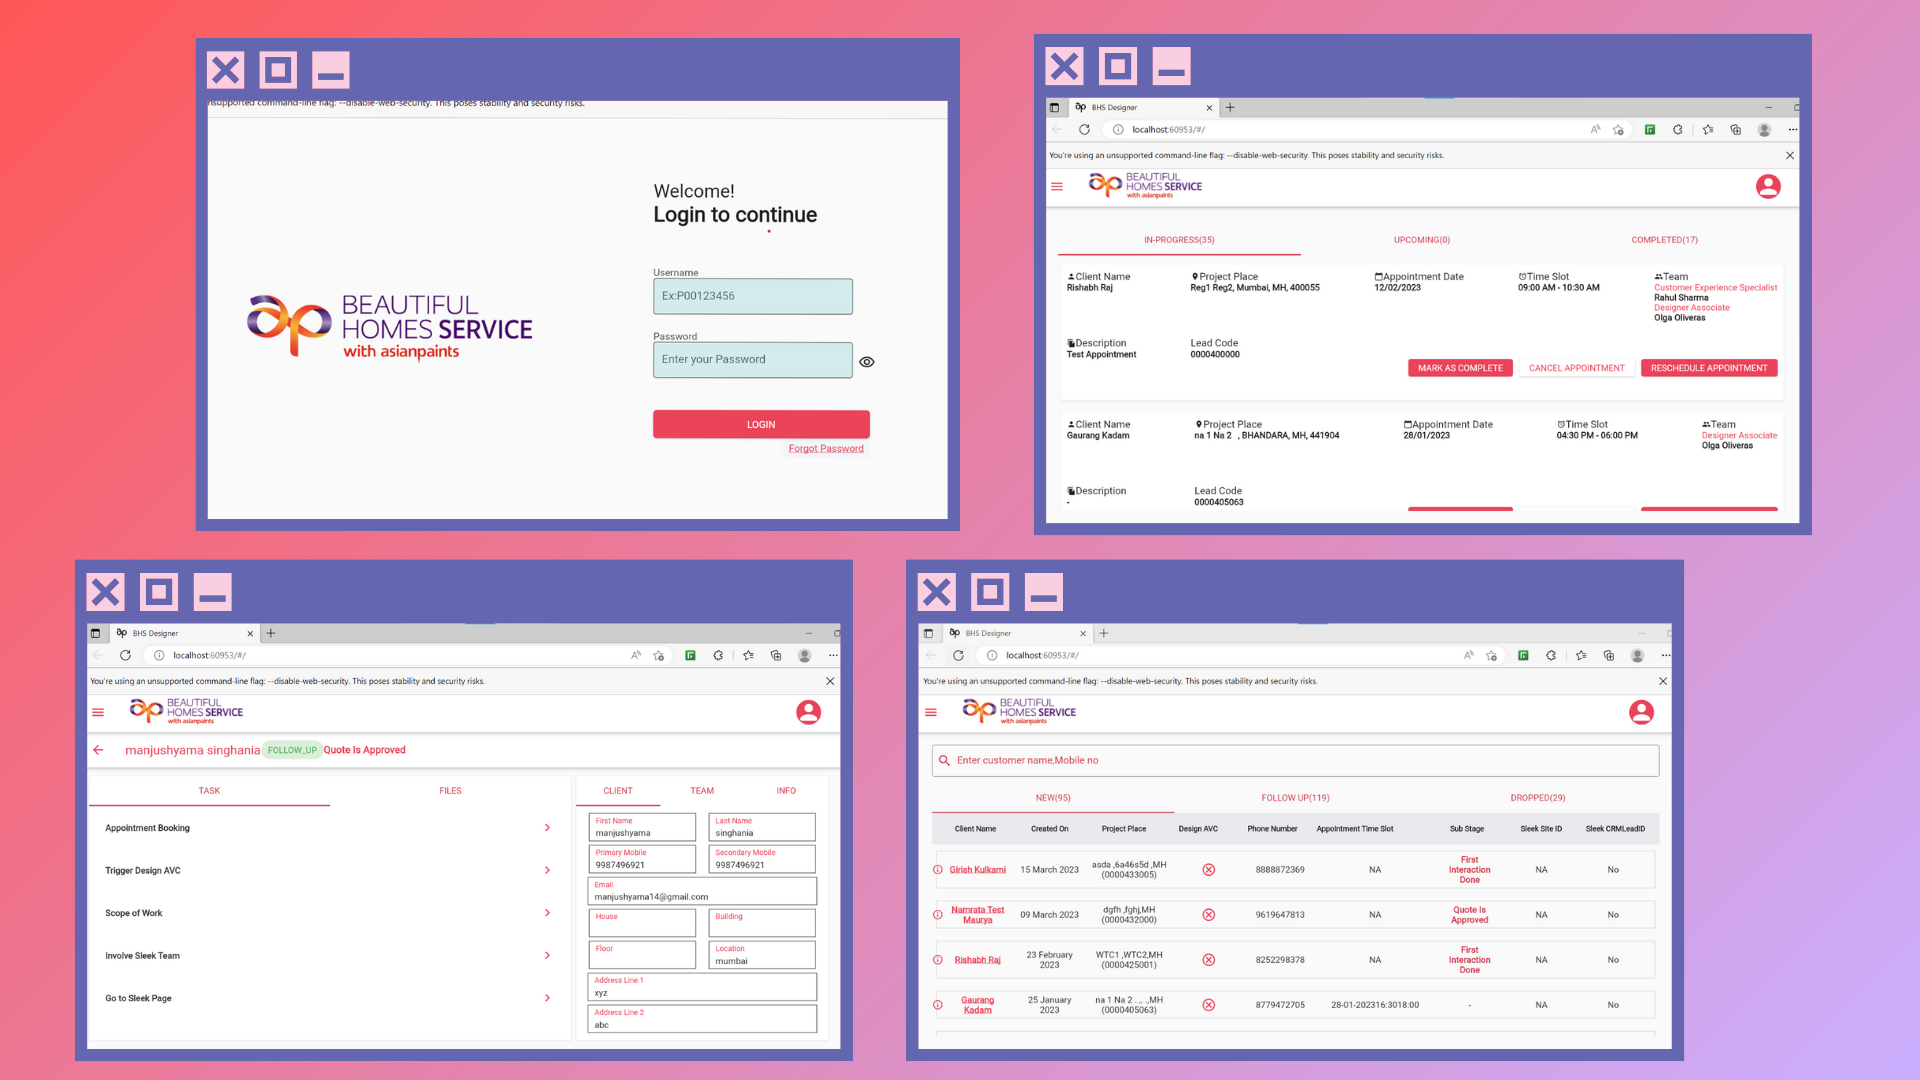 nsupported command-line flag: --disable-web-security. This poses stability and security risks.
BEAUTIFUL
HOMES SERVICE
with asianpaints
Welcome!
Login to continue
Username
Ex:P00123456
Password
Enter your Password
LOGIN
Forgot Password
BHS Designer
localhost:60953/#/
You're using an unsupported command-line flag: --disable-web-security. This poses stability and security risks.
BEAUTIFUL
HOMES SERVICE
with asianpaints
IN-PROGRESS(35) UPCOMING(0) COMPLETED(17)
Client Name Project Place Appointment Date Time Slot Team
Rishabh Raj Reg1 Reg2, Mumbai, MH, 400055 12/02/2023 09:00 AM - 10:30 AM Customer Experience Specialist
Rahul Sharma
Designer Associate
Olga Oliveras
Description Lead Code
Test Appointment 0000400000
MARK AS COMPLETE CANCEL APPOINTMENT RESCHEDULE APPOINTMENT
Client Name Project Place Appointment Date Time Slot Team
Gaurang Kadam na 1 Na 2 , BHANDARA, MH, 441904 28/01/2023 04:30 PM - 06:00 PM Designer Associate
Olga Oliveras
Description Lead Code
- 0000405063
BHS Designer
localhost:60953/#/
You're using an unsupported command-line flag: --disable-web-security. This poses stability and security risks.
BEAUTIFUL
HOMES SERVICE
with asianpaints
manjushyama singhania FOLLOW_UP Quote Is Approved
TASK FILES
Appointment Booking
Trigger Design AVC
Scope of Work
Involve Sleek Team
Go to Sleek Page
CLIENT TEAM INFO
First Name Last Name
manjushyama singhania
Primary Mobile Secondary Mobile
9987496921 9987496921
Email
manjushyama14@gmail.com
House Building
Floor Location
mumbai
Address Line 1
xyz
Address Line 2
abc
BHS Designer
localhost:60953/#/
You're using an unsupported command-line flag: --disable-web-security. This poses stability and security risks.
BEAUTIFUL
HOMES SERVICE
with asianpaints
Enter customer name,Mobile no
NEW(95) FOLLOW UP(119) DROPPED(29)
Client Name Created On Project Place Design AVC Phone Number Appointment Time Slot Sub Stage Sleek Site ID Sleek CRMLeadID
Girish Kulkarni 15 March 2023 asda ,6a46s5d ,MH (0000433005) 8888872369 NA First Interaction Done NA No
Namrata Test Maurya 09 March 2023 dgfh ,fghj,MH (0000432000) 9619647813 NA Quote Is Approved NA No
Rishabh Raj 23 February 2023 WTC1 ,WTC2,MH (0000425001) 8252298378 NA First Interaction Done NA No
Gaurang Kadam 25 January 2023 na 1 Na 2 . ,. .,MH (0000405063) 8779472705 28-01-202316:3018:00 - NA No